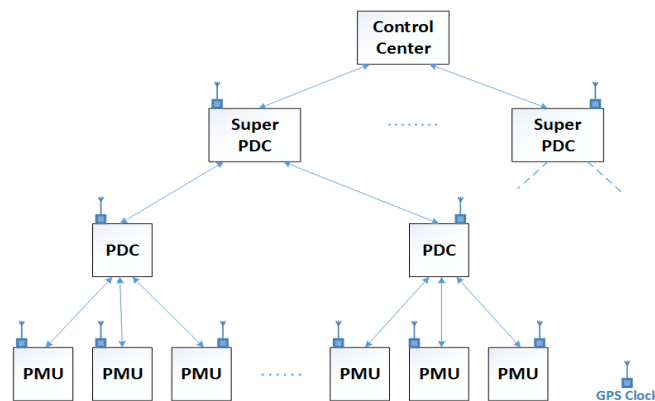 Control
Center
Super
PDC
Super
PDC
PDC
PDC
PMU
PMU
PMU
PMU
PMU
PMU
GPS Clock